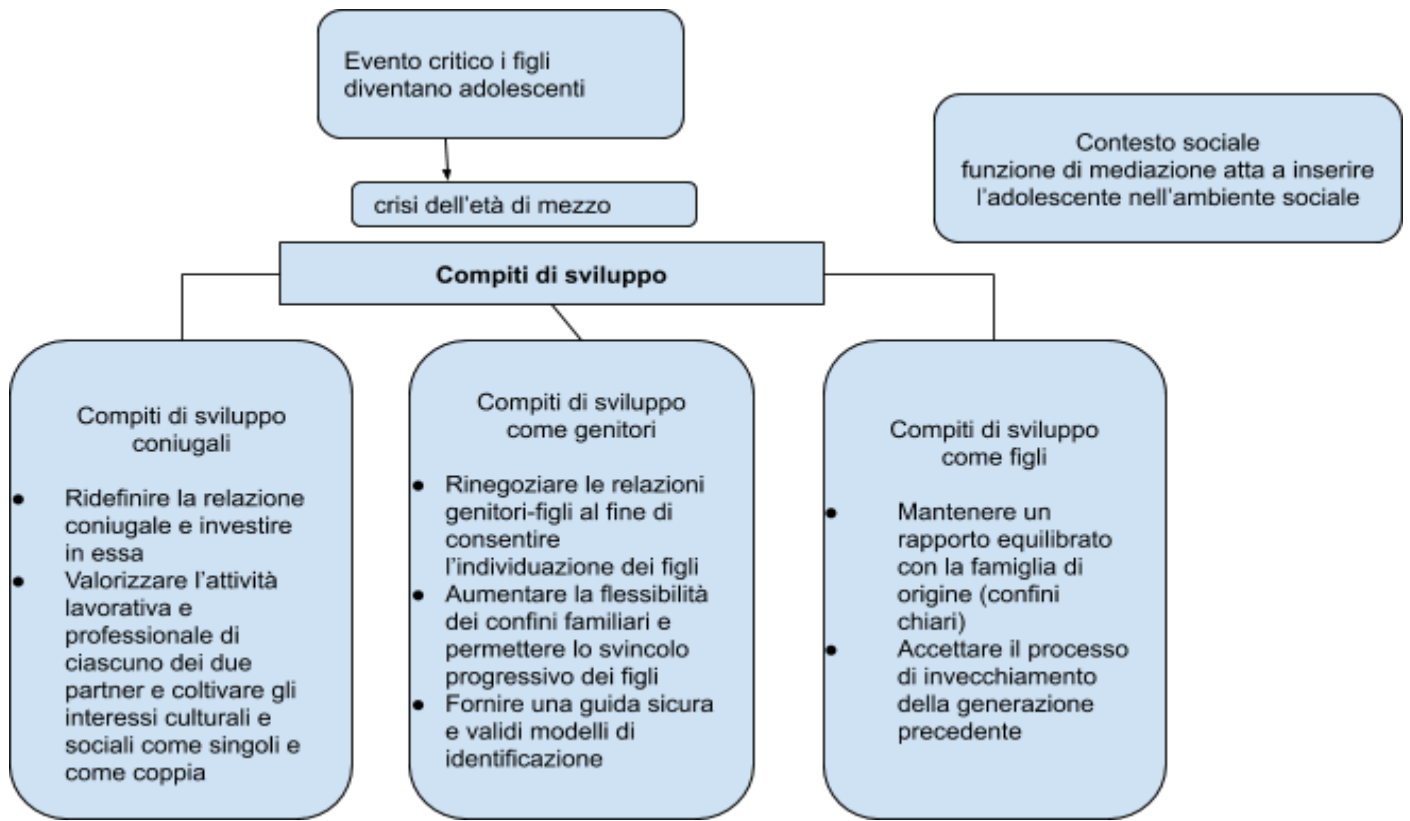 Evento critico i figli
diventano adolescenti
Contesto sociale
funzione di mediazione atta a inserire
l'adolescente nell'ambiente sociale
crisi dell'età di mezzo
Compiti di sviluppo
Compiti di sviluppo
coniugali
● Ridefinire la relazione
coniugale e investire
in essa
● Valorizzare l'attività
lavorativa e
professionale di
ciascuno dei due
partner e coltivare gli
interessi culturali e
sociali come singoli e
come coppia
Compiti di sviluppo
come genitori
● Rinegoziare le relazioni
genitori-figli al fine di
consentire
l'individuazione dei figli
● Aumentare la flessibilità
dei confini familiari e
permettere lo svincolo
progressivo dei figli
● Fornire una guida sicura
e validi modelli di
identificazione
Compiti di sviluppo
come figli
● Mantenere un
rapporto equilibrato
con la famiglia di
origine (confini
chiari)
● Accettare il processo
di invecchiamento
della generazione
precedente